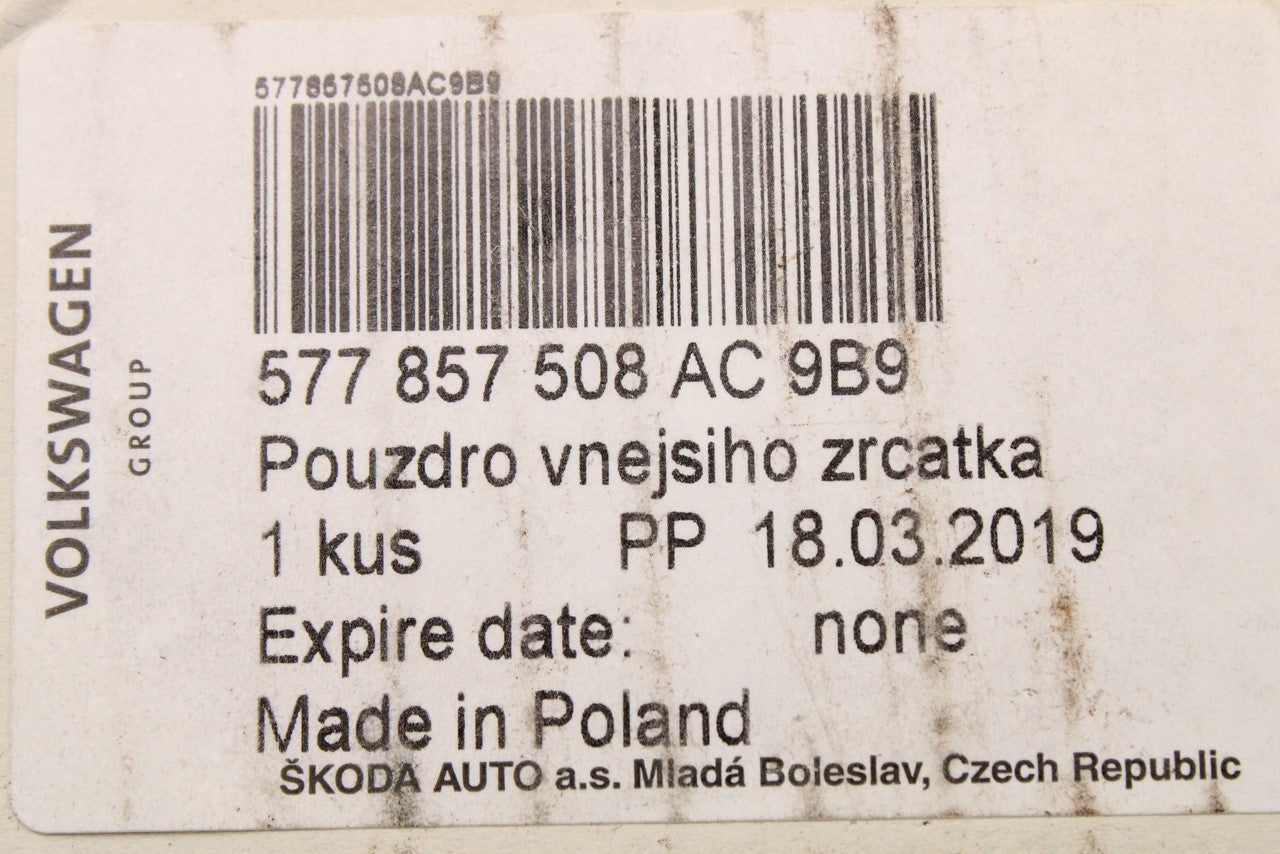 VOLKSWAGEN
GROUP
577857508AC9B9
577 857 508 AC 9B9
Pouzdro vnejsiho zrcatka
1 kus PP 18.03.2019
Expire date: none
Made in Poland
ŠKODA AUTO a.s. Mladá Boleslav, Czech Republic